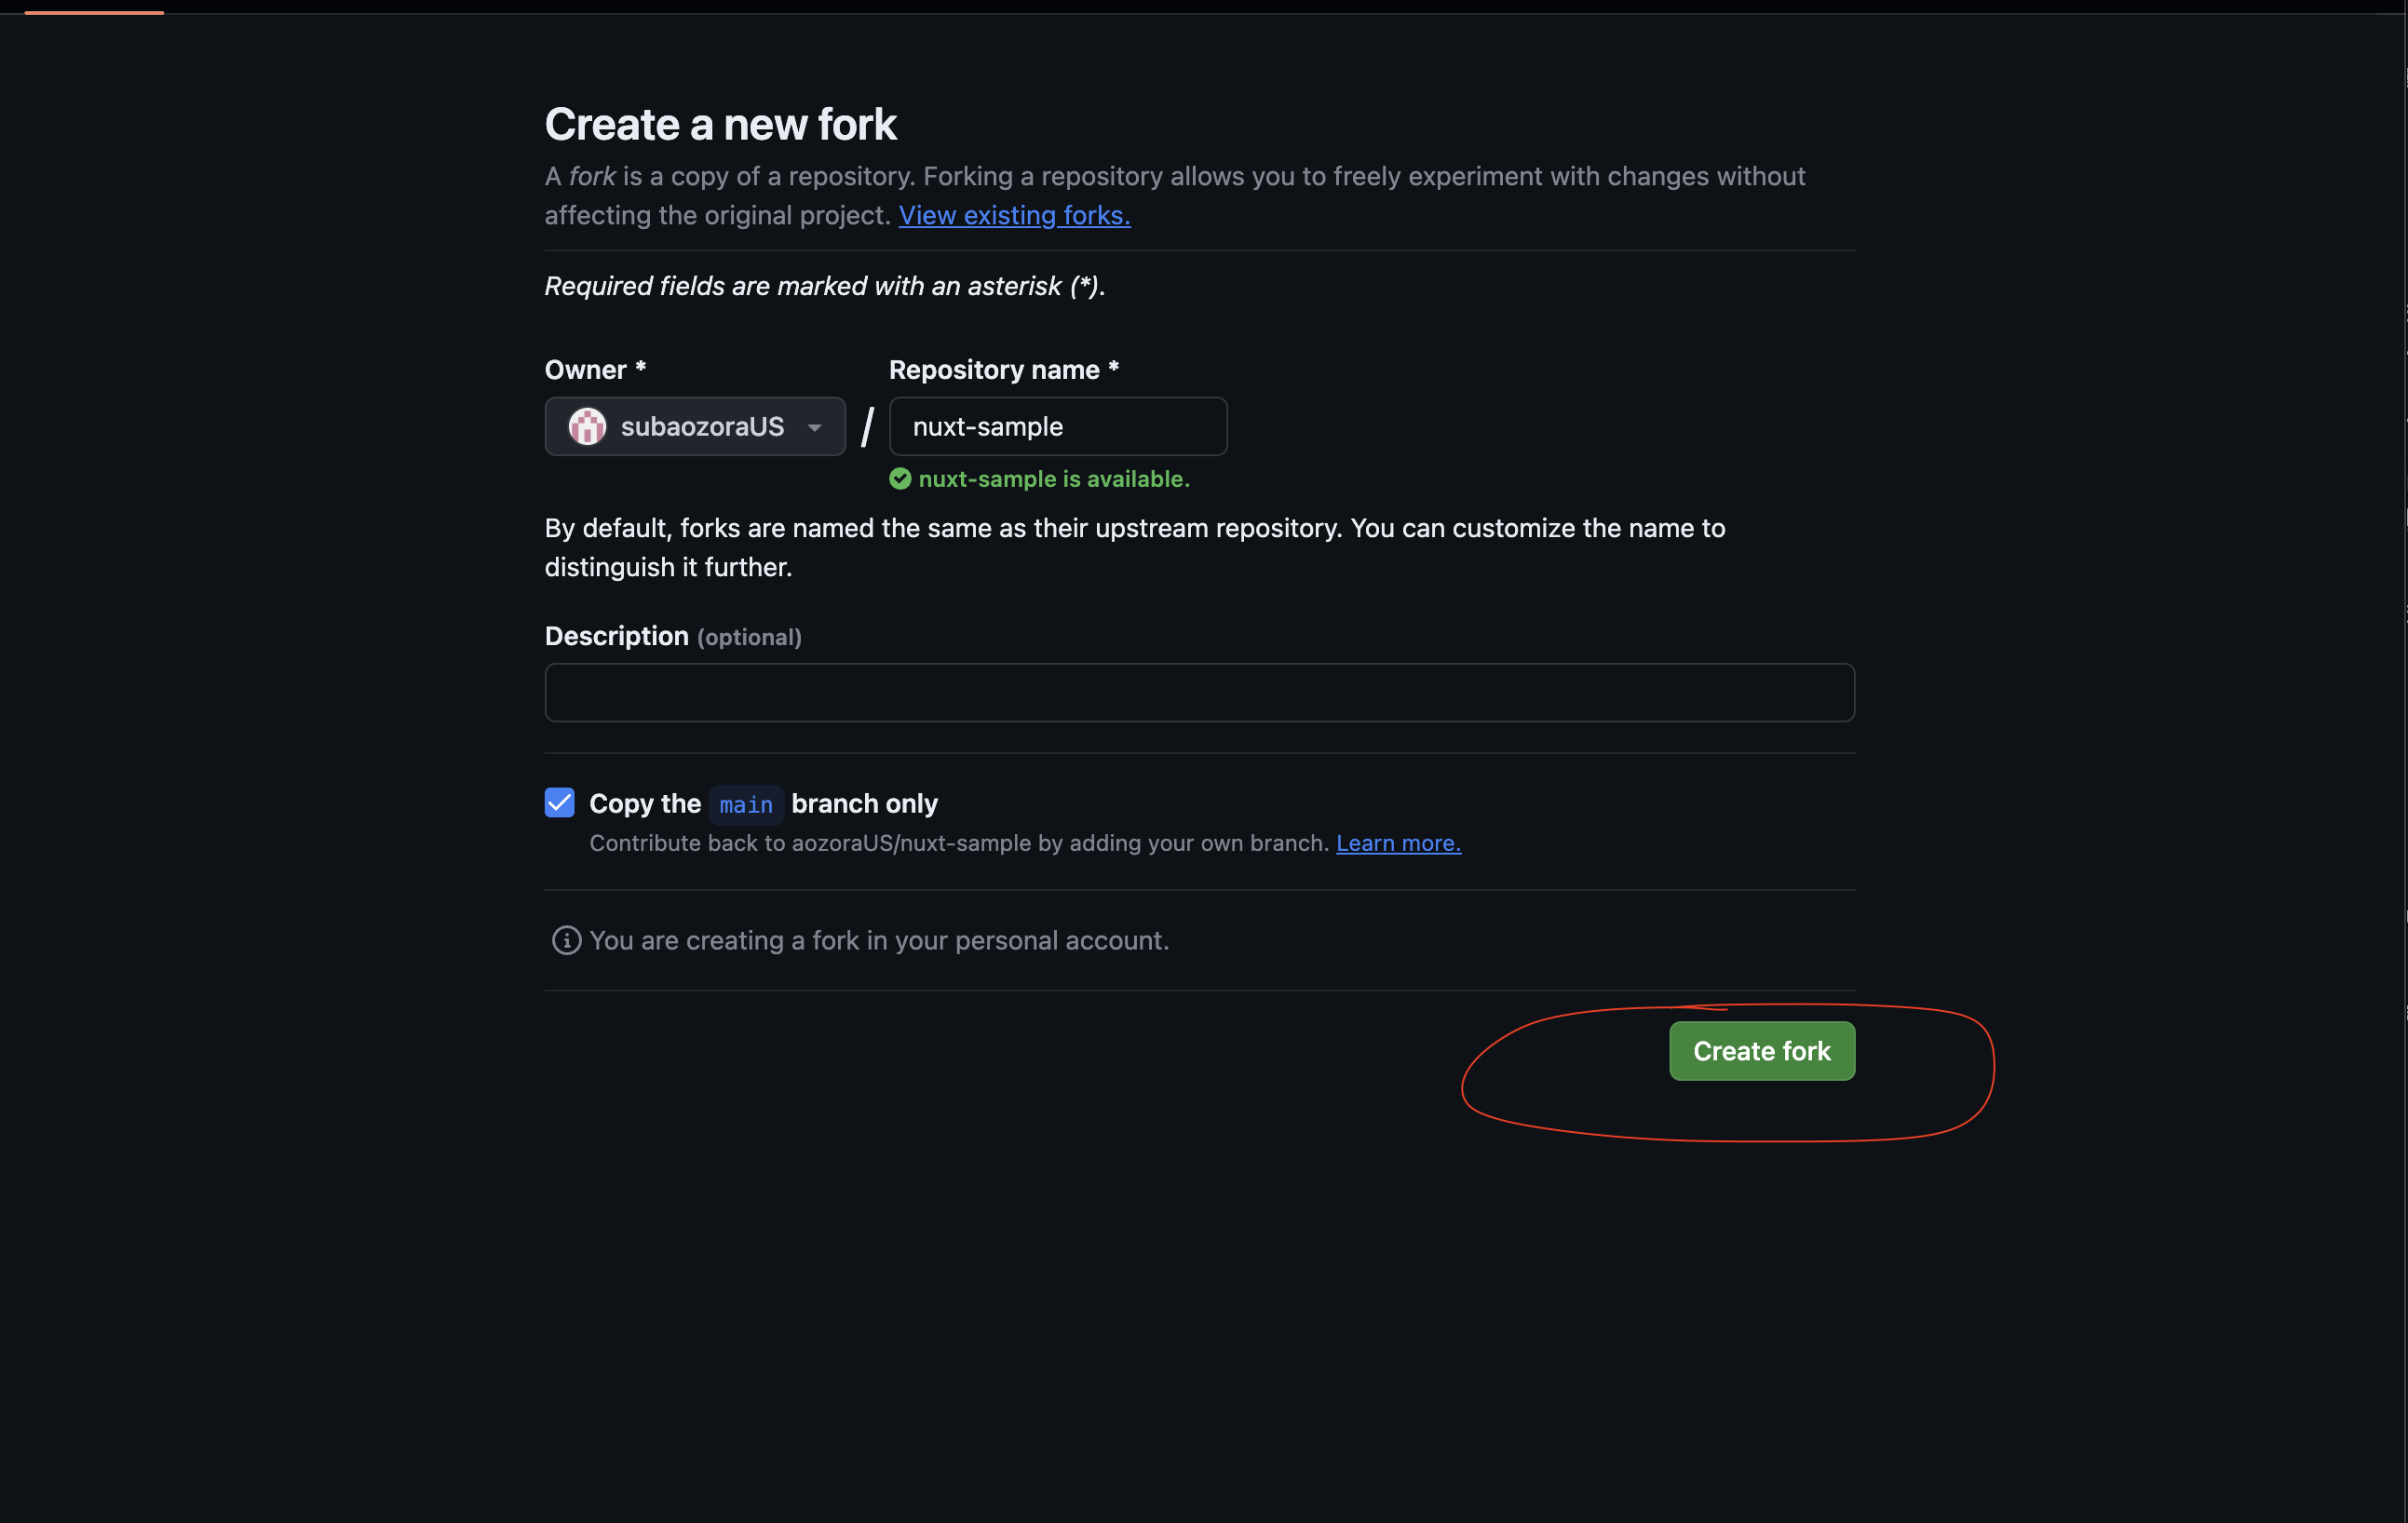 Create a new fork
A fork is a copy of a repository. Forking a repository allows you to freely experiment with changes without
affecting the original project. View existing forks.
Required fields are marked with an asterisk (*).
Owner * Repository name *
subaozoraUS / nuxt-sample
nuxt-sample is available.
By default, forks are named the same as their upstream repository. You can customize the name to
distinguish it further.
Description (optional)
Copy the main branch only
Contribute back to aozoraUS/nuxt-sample by adding your own branch. Learn more.
You are creating a fork in your personal account.
Create fork